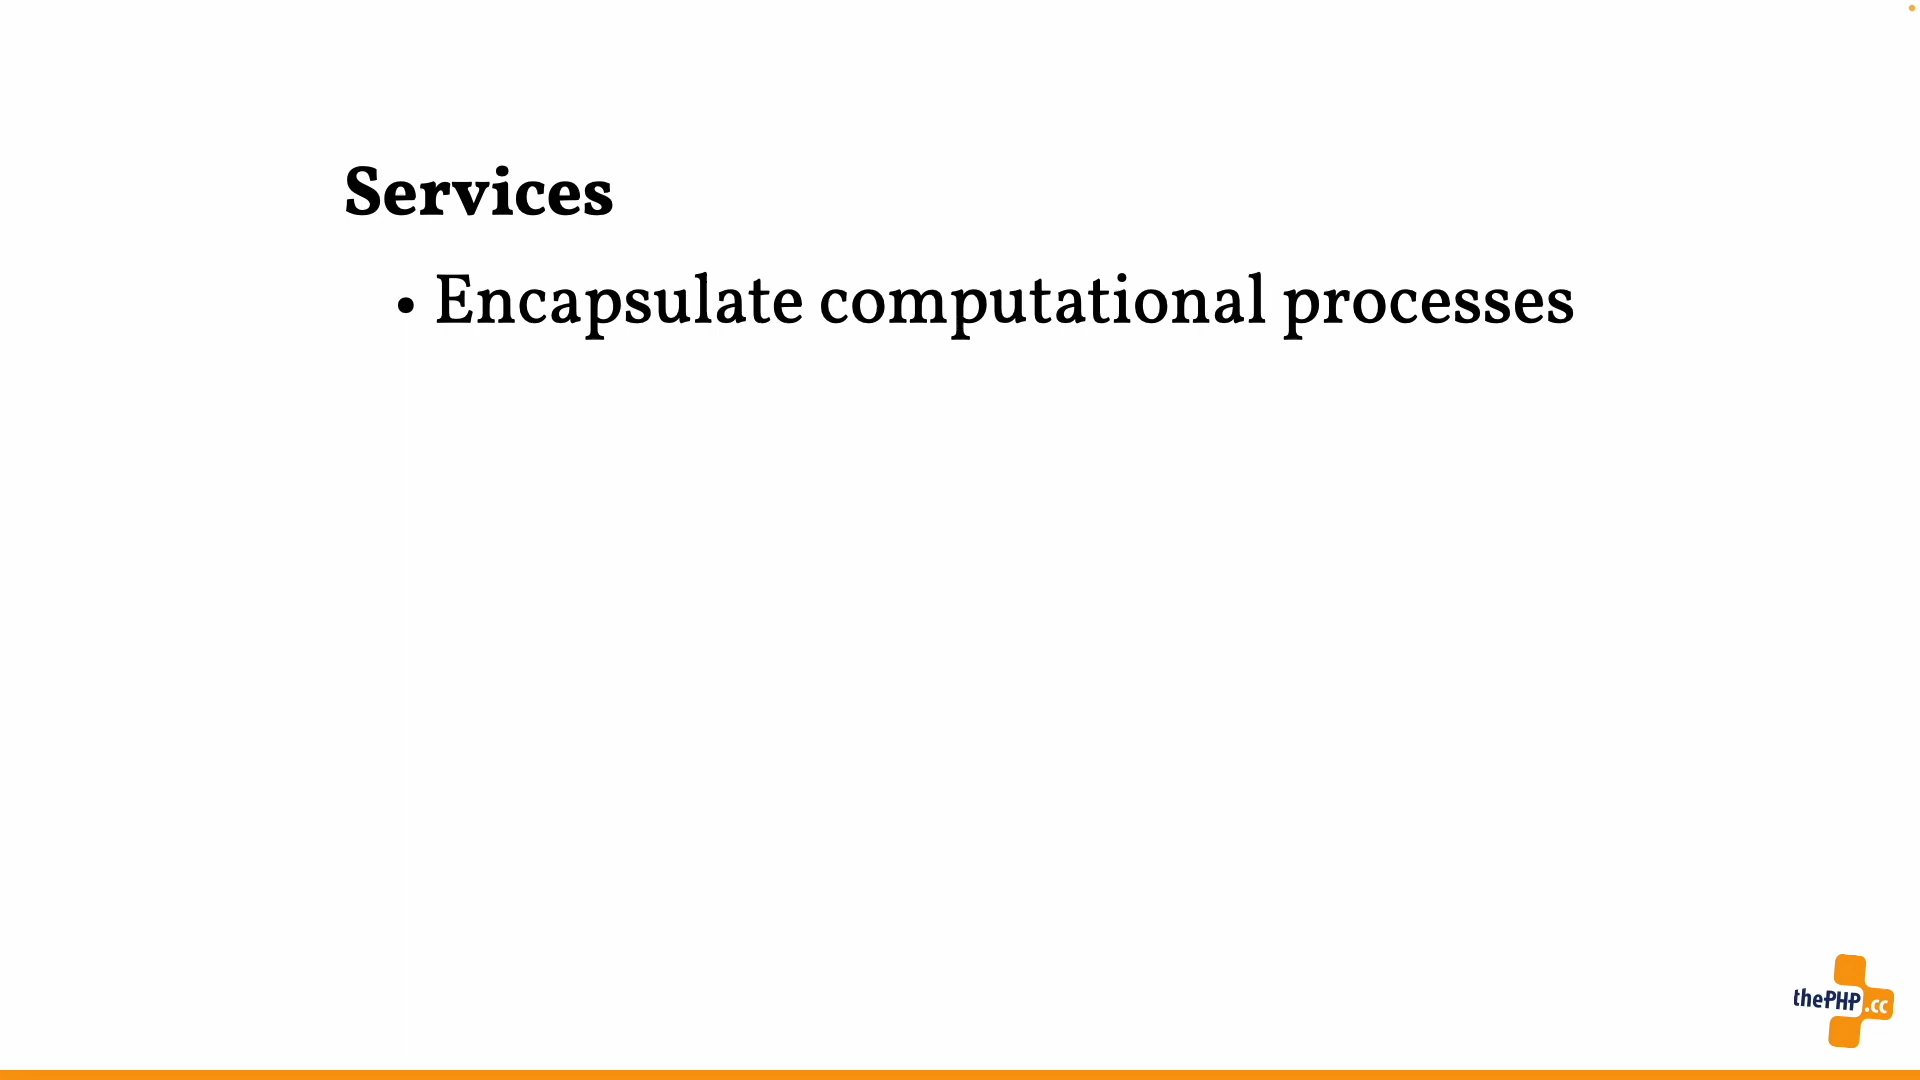 Services
• Encapsulate computational processes
thePHP.cc